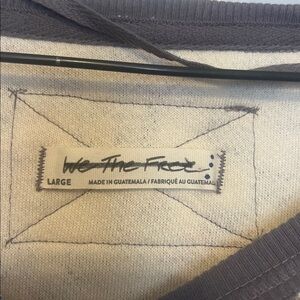 We The Free
LARGE
MADE IN GUATEMALA / FABRIQUÉ AU GUATEMALA